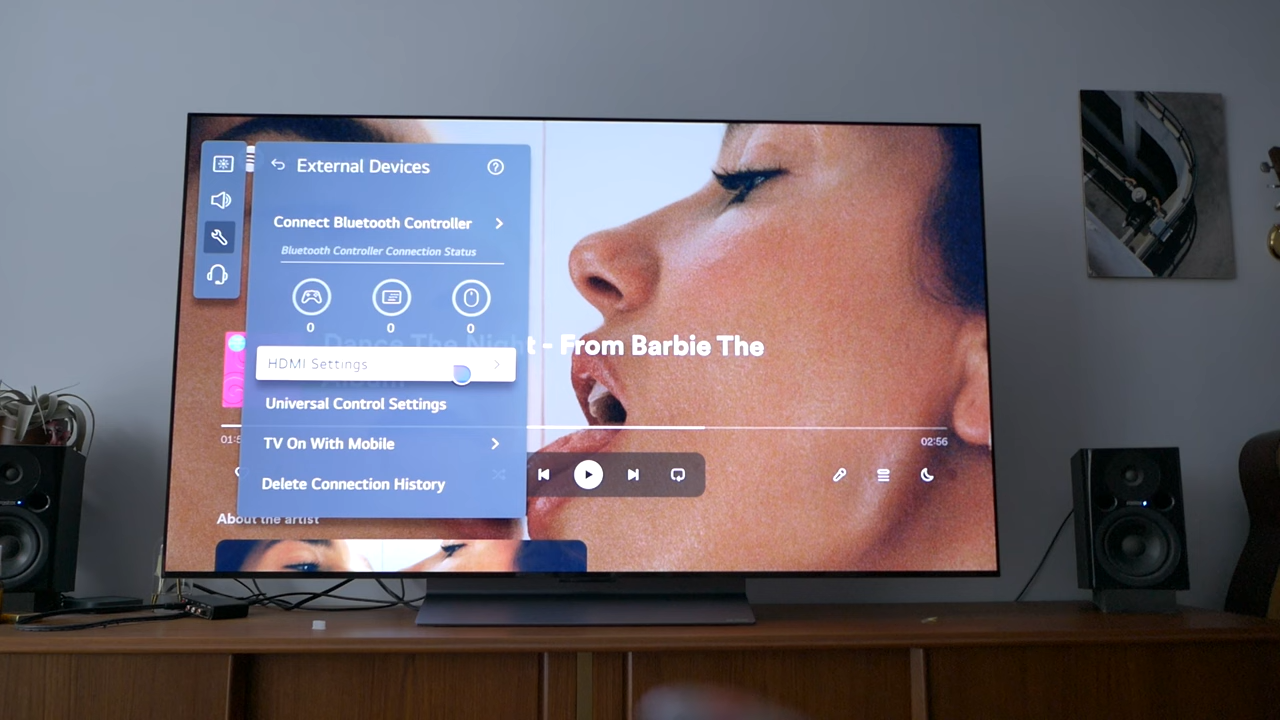 External Devices
Connect Bluetooth Controller
Bluetooth Controller Connection Status
0 0 0
Dance The Night - From Barbie The
Album
HDMI Settings
Universal Control Settings
TV On With Mobile
02:56
Delete Connection History
About the artist